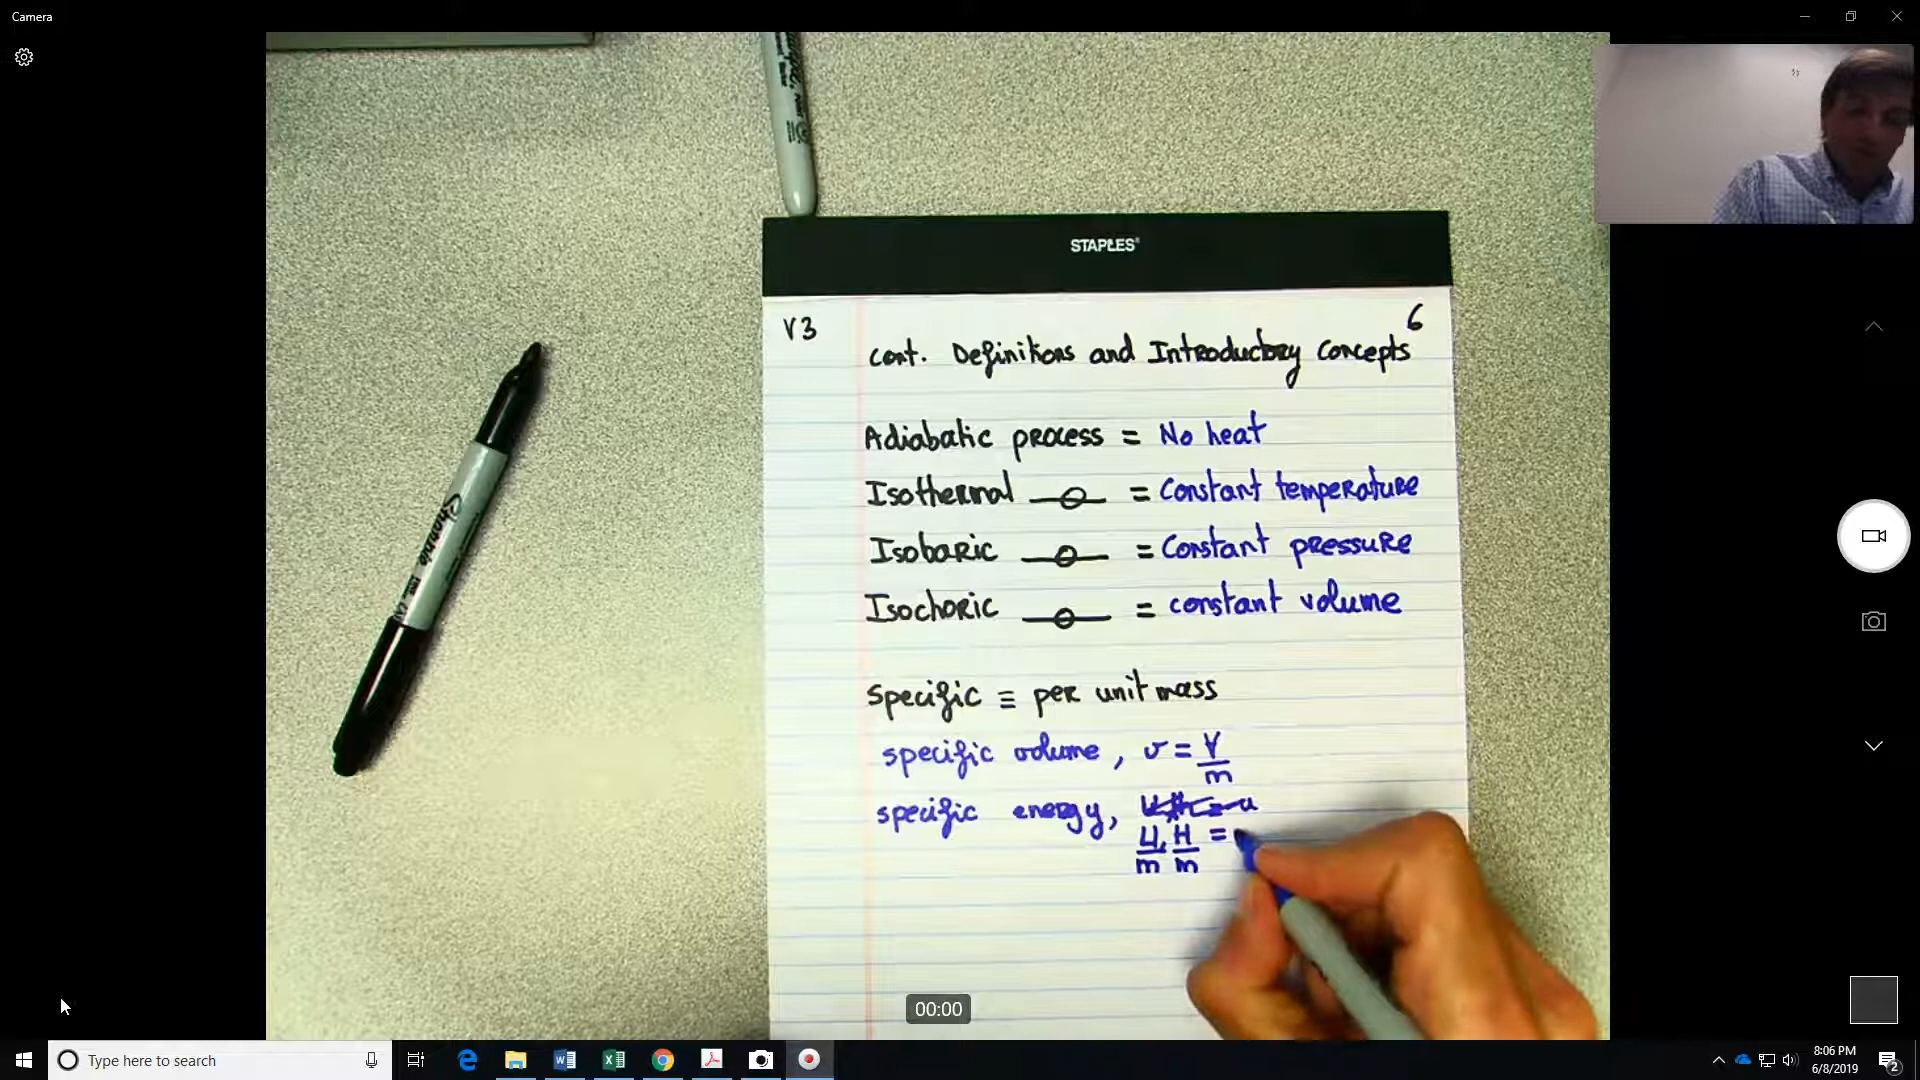 Camera
STAPLES
V3
6
cont. Definitions and Introductory Concepts
Adiabatic process = No heat
Isothermal —o— = Constant temperature
Isobaric —o— = Constant pressure
Isochoric —o— = constant volume
Specific ≡ per unit mass
specific volume, v = V/m
specific energy,
U/m, H/m =
Sharpie
00:00
Type here to search
8:06 PM
6/8/2019
2